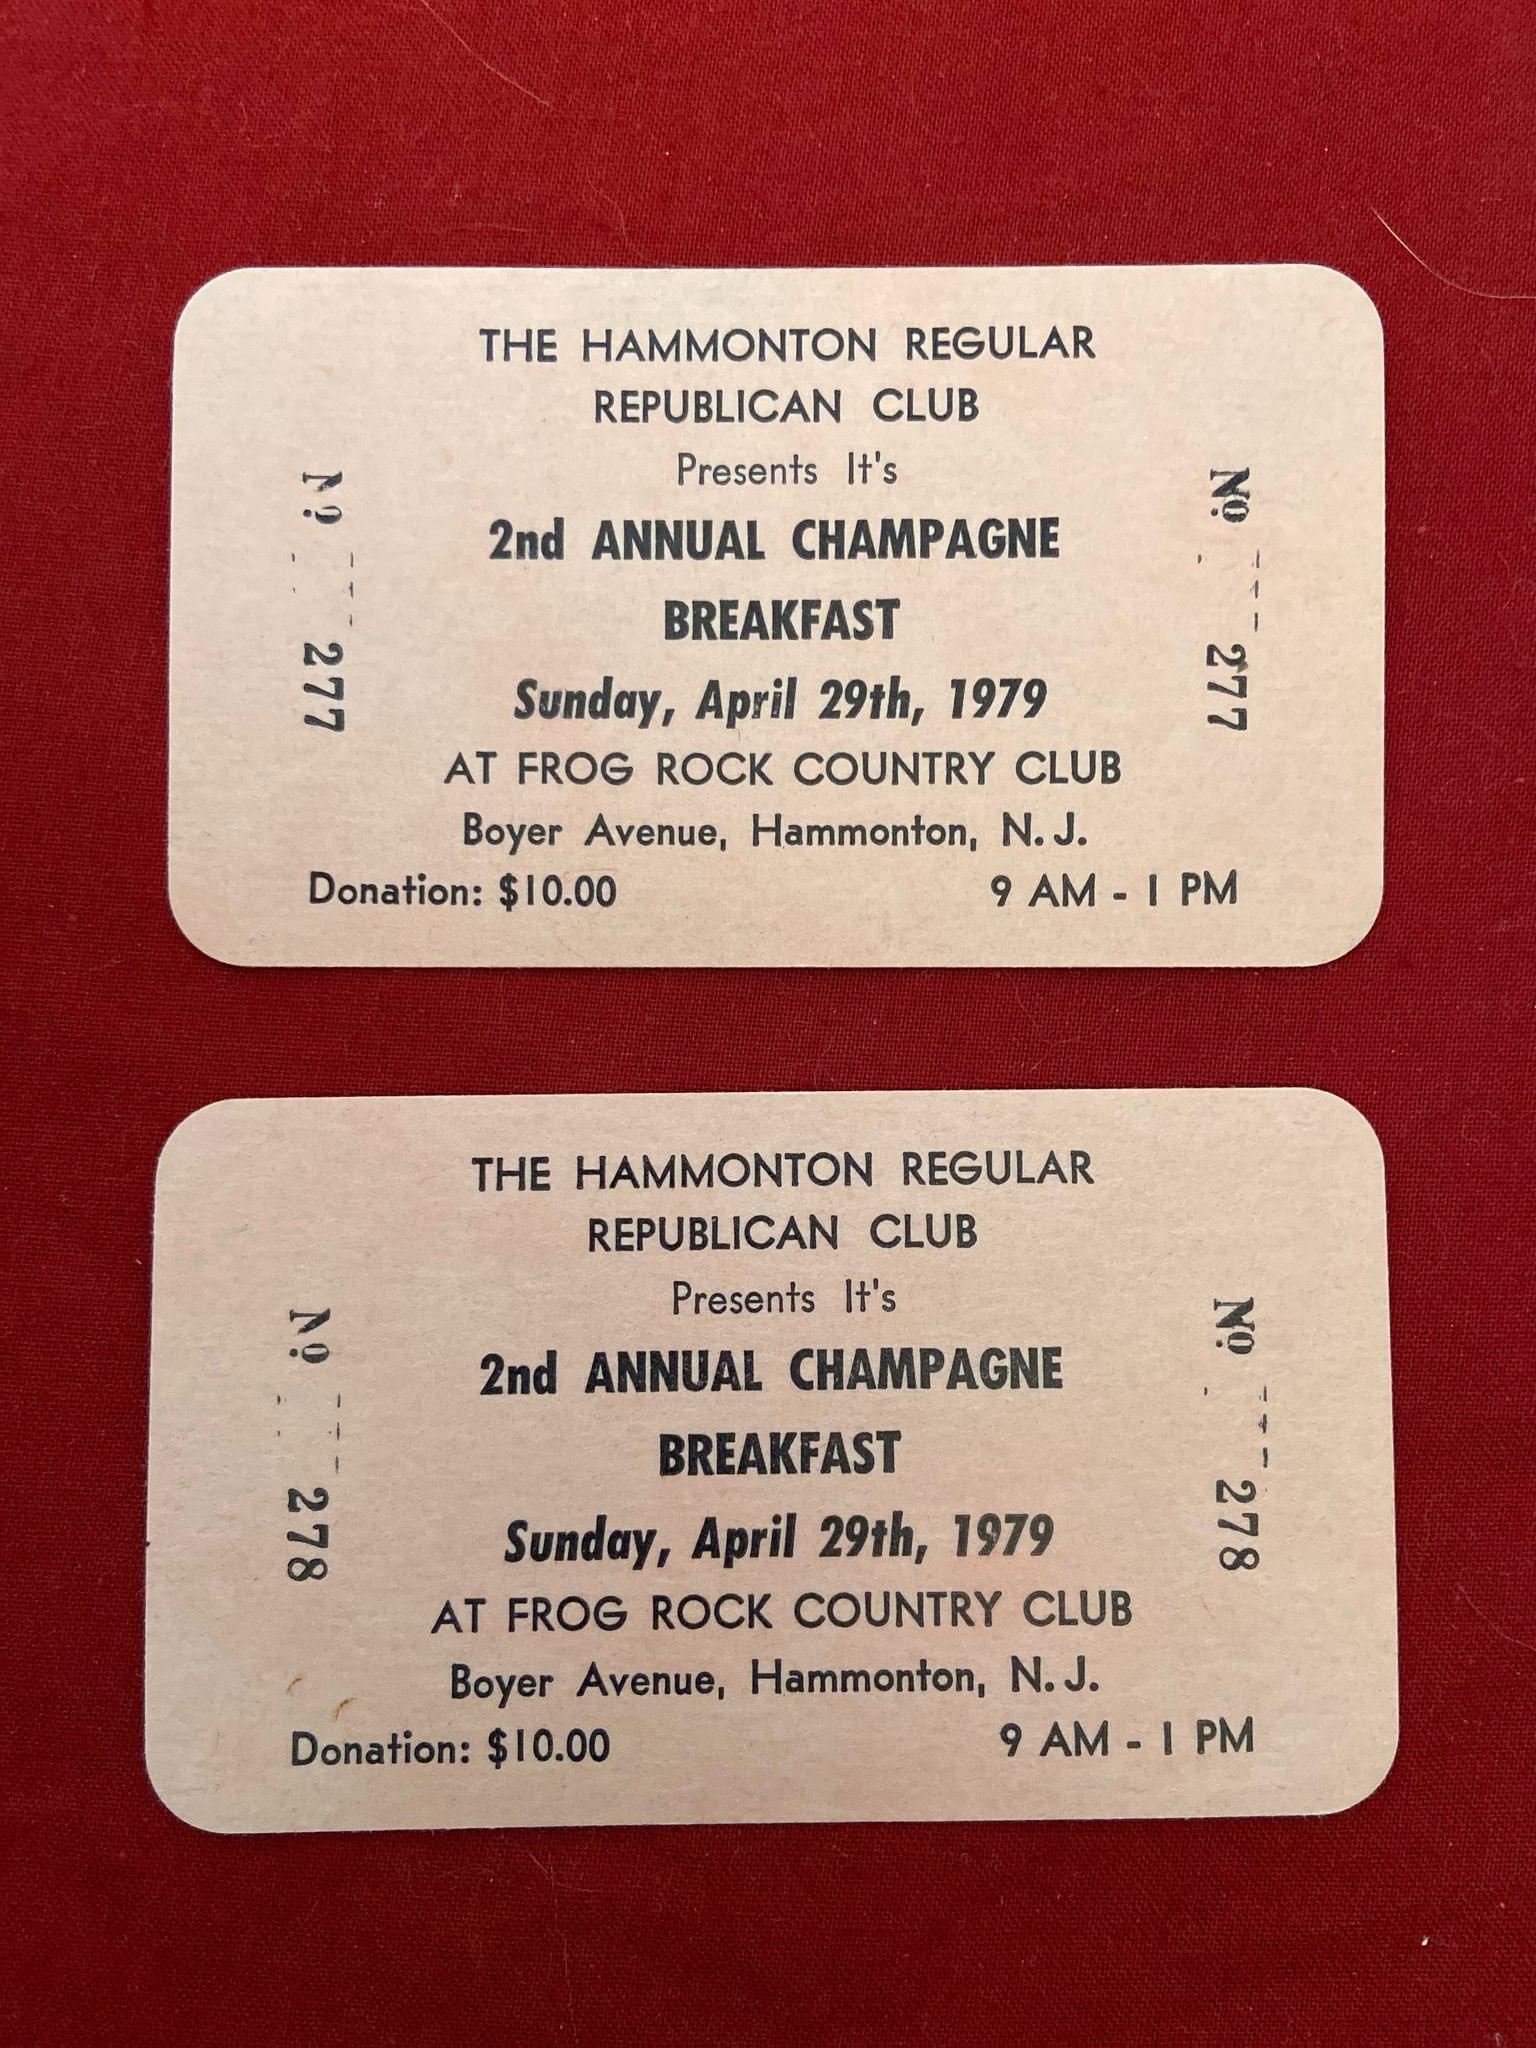 THE HAMMONTON REGULAR
REPUBLICAN CLUB
Presents It's
2nd ANNUAL CHAMPAGNE
BREAKFAST
Sunday, April 29th, 1979
AT FROG ROCK COUNTRY CLUB
Boyer Avenue, Hammonton, N. J.
Donation: $10.00 9 AM - 1 PM
No 277
No 277
THE HAMMONTON REGULAR
REPUBLICAN CLUB
Presents It's
2nd ANNUAL CHAMPAGNE
BREAKFAST
Sunday, April 29th, 1979
AT FROG ROCK COUNTRY CLUB
Boyer Avenue, Hammonton, N. J.
Donation: $10.00 9 AM - 1 PM
No 278
No 278